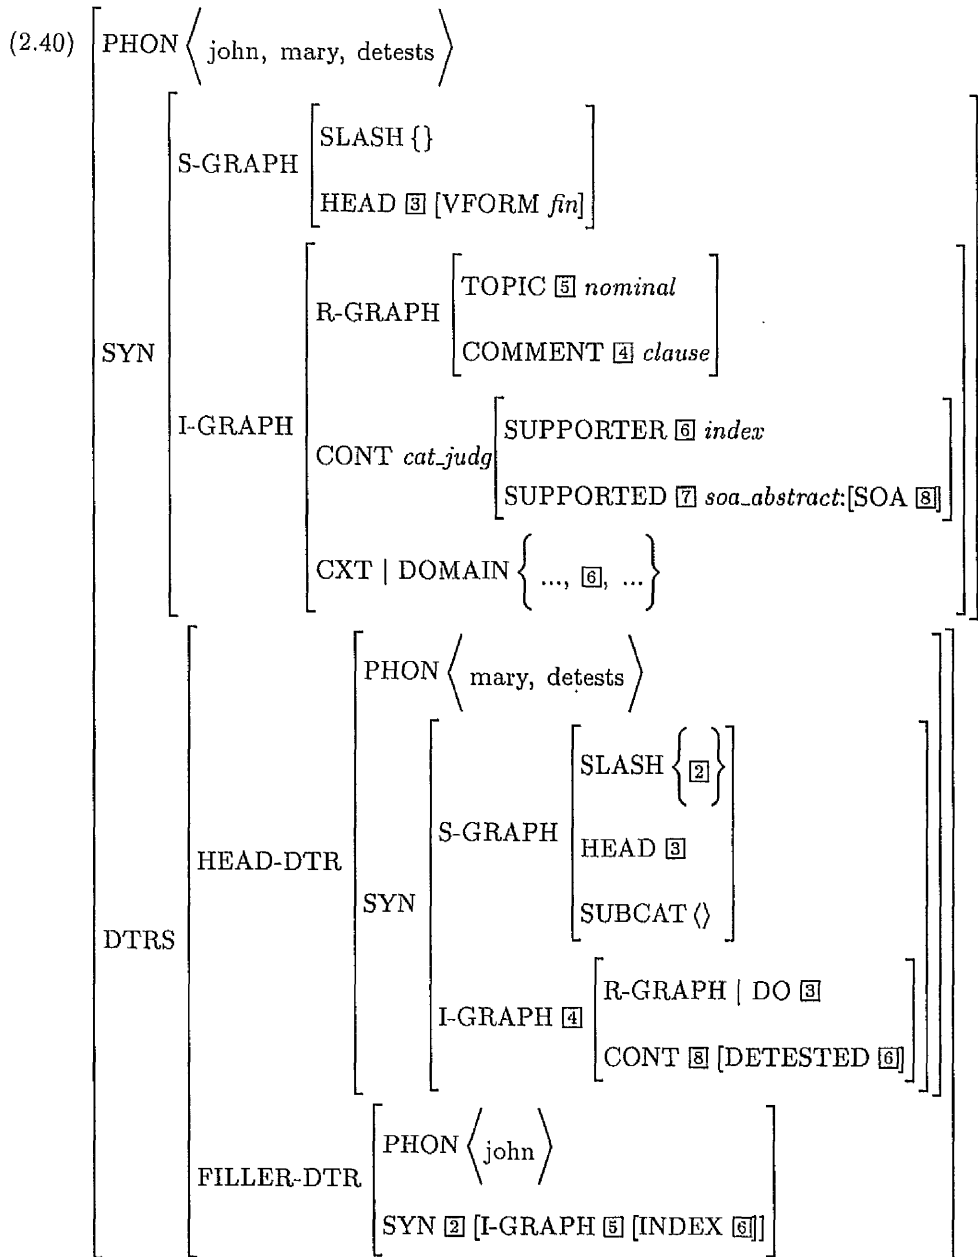 (2.40) PHON ⟨ john, mary, detests ⟩
SLASH {}
S-GRAPH
HEAD [3] [VFORM fin]
TOPIC [5] nominal
R-GRAPH
COMMENT [4] clause
SYN
SUPPORTER [6] index
I-GRAPH
CONT cat_judg
SUPPORTED [7] soa_abstract:[SOA [8]]
CXT | DOMAIN { ..., [6], ... }
PHON ⟨ mary, detests ⟩
SLASH { [2] }
S-GRAPH
HEAD-DTR
HEAD [3]
SYN
SUBCAT ⟨⟩
DTRS
R-GRAPH | DO [3]
I-GRAPH [4]
CONT [8] [DETESTED [6]]
PHON ⟨ john ⟩
FILLER-DTR
SYN [2] [I-GRAPH [5] [INDEX [6]]]